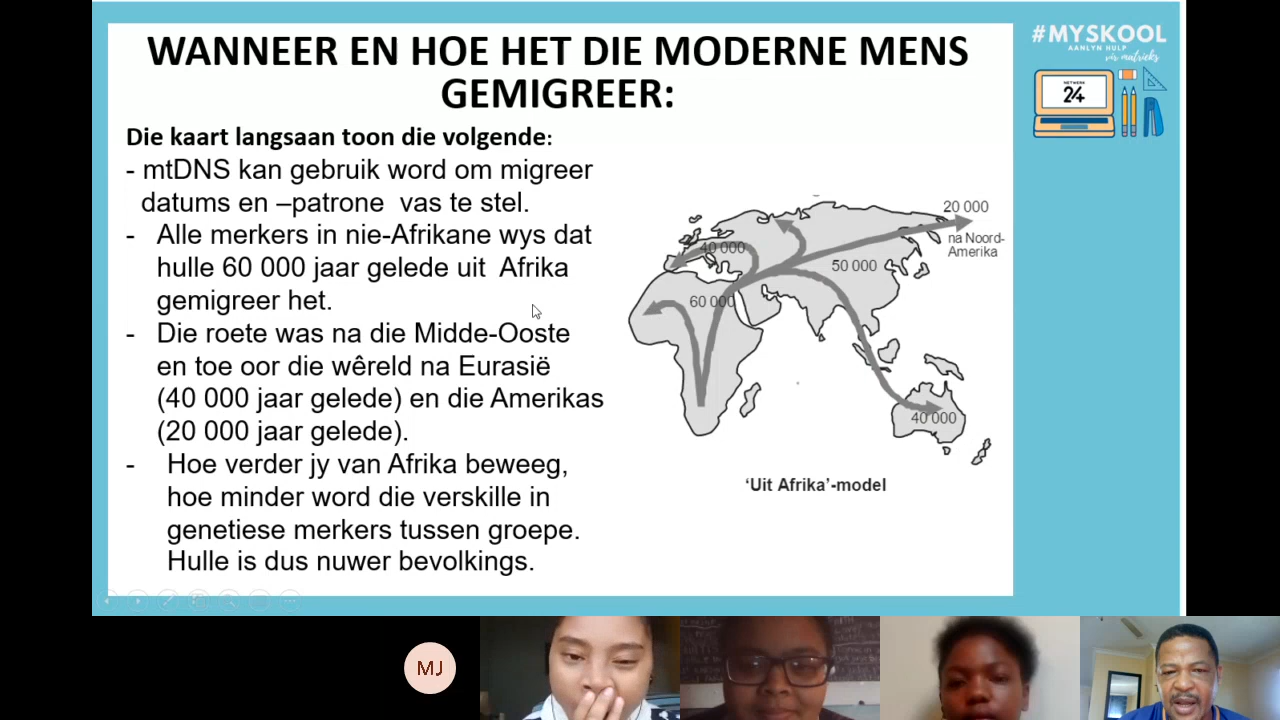 WANNEER EN HOE HET DIE MODERNE MENS
GEMIGREER:
#MYSKOOL
AANLYN HULP
vir matrieks
NETWERK
24
Die kaart langsaan toon die volgende:
- mtDNS kan gebruik word om migreer
datums en –patrone vas te stel.
- Alle merkers in nie-Afrikane wys dat
hulle 60 000 jaar gelede uit Afrika
gemigreer het.
- Die roete was na die Midde-Ooste
en toe oor die wêreld na Eurasië
(40 000 jaar gelede) en die Amerikas
(20 000 jaar gelede).
- Hoe verder jy van Afrika beweeg,
hoe minder word die verskille in
genetiese merkers tussen groepe.
Hulle is dus nuwer bevolkings.
20 000
na Noord-
Amerika
40 000
50 000
60 000
40 000
‘Uit Afrika’-model
MJ